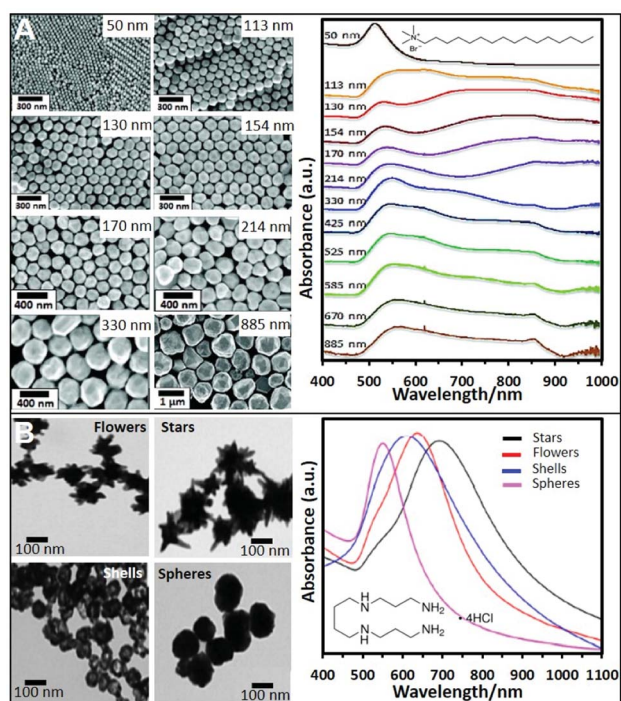 A
50 nm
300 nm
113 nm
300 nm
130 nm
300 nm
154 nm
300 nm
170 nm
400 nm
214 nm
400 nm
330 nm
400 nm
885 nm
1 µm
Absorbance (a.u.)
N+
Br-
50 nm
113 nm
130 nm
154 nm
170 nm
214 nm
330 nm
425 nm
525 nm
585 nm
670 nm
885 nm
400 500 600 700 800 900 1000
Wavelength/nm
B
Flowers
100 nm
Stars
100 nm
Shells
100 nm
Spheres
100 nm
Absorbance (a.u.)
Stars
Flowers
Shells
Spheres
H
N
NH2
• 4HCl
N
H
NH2
400 500 600 700 800 900 1000 1100
Wavelength/nm